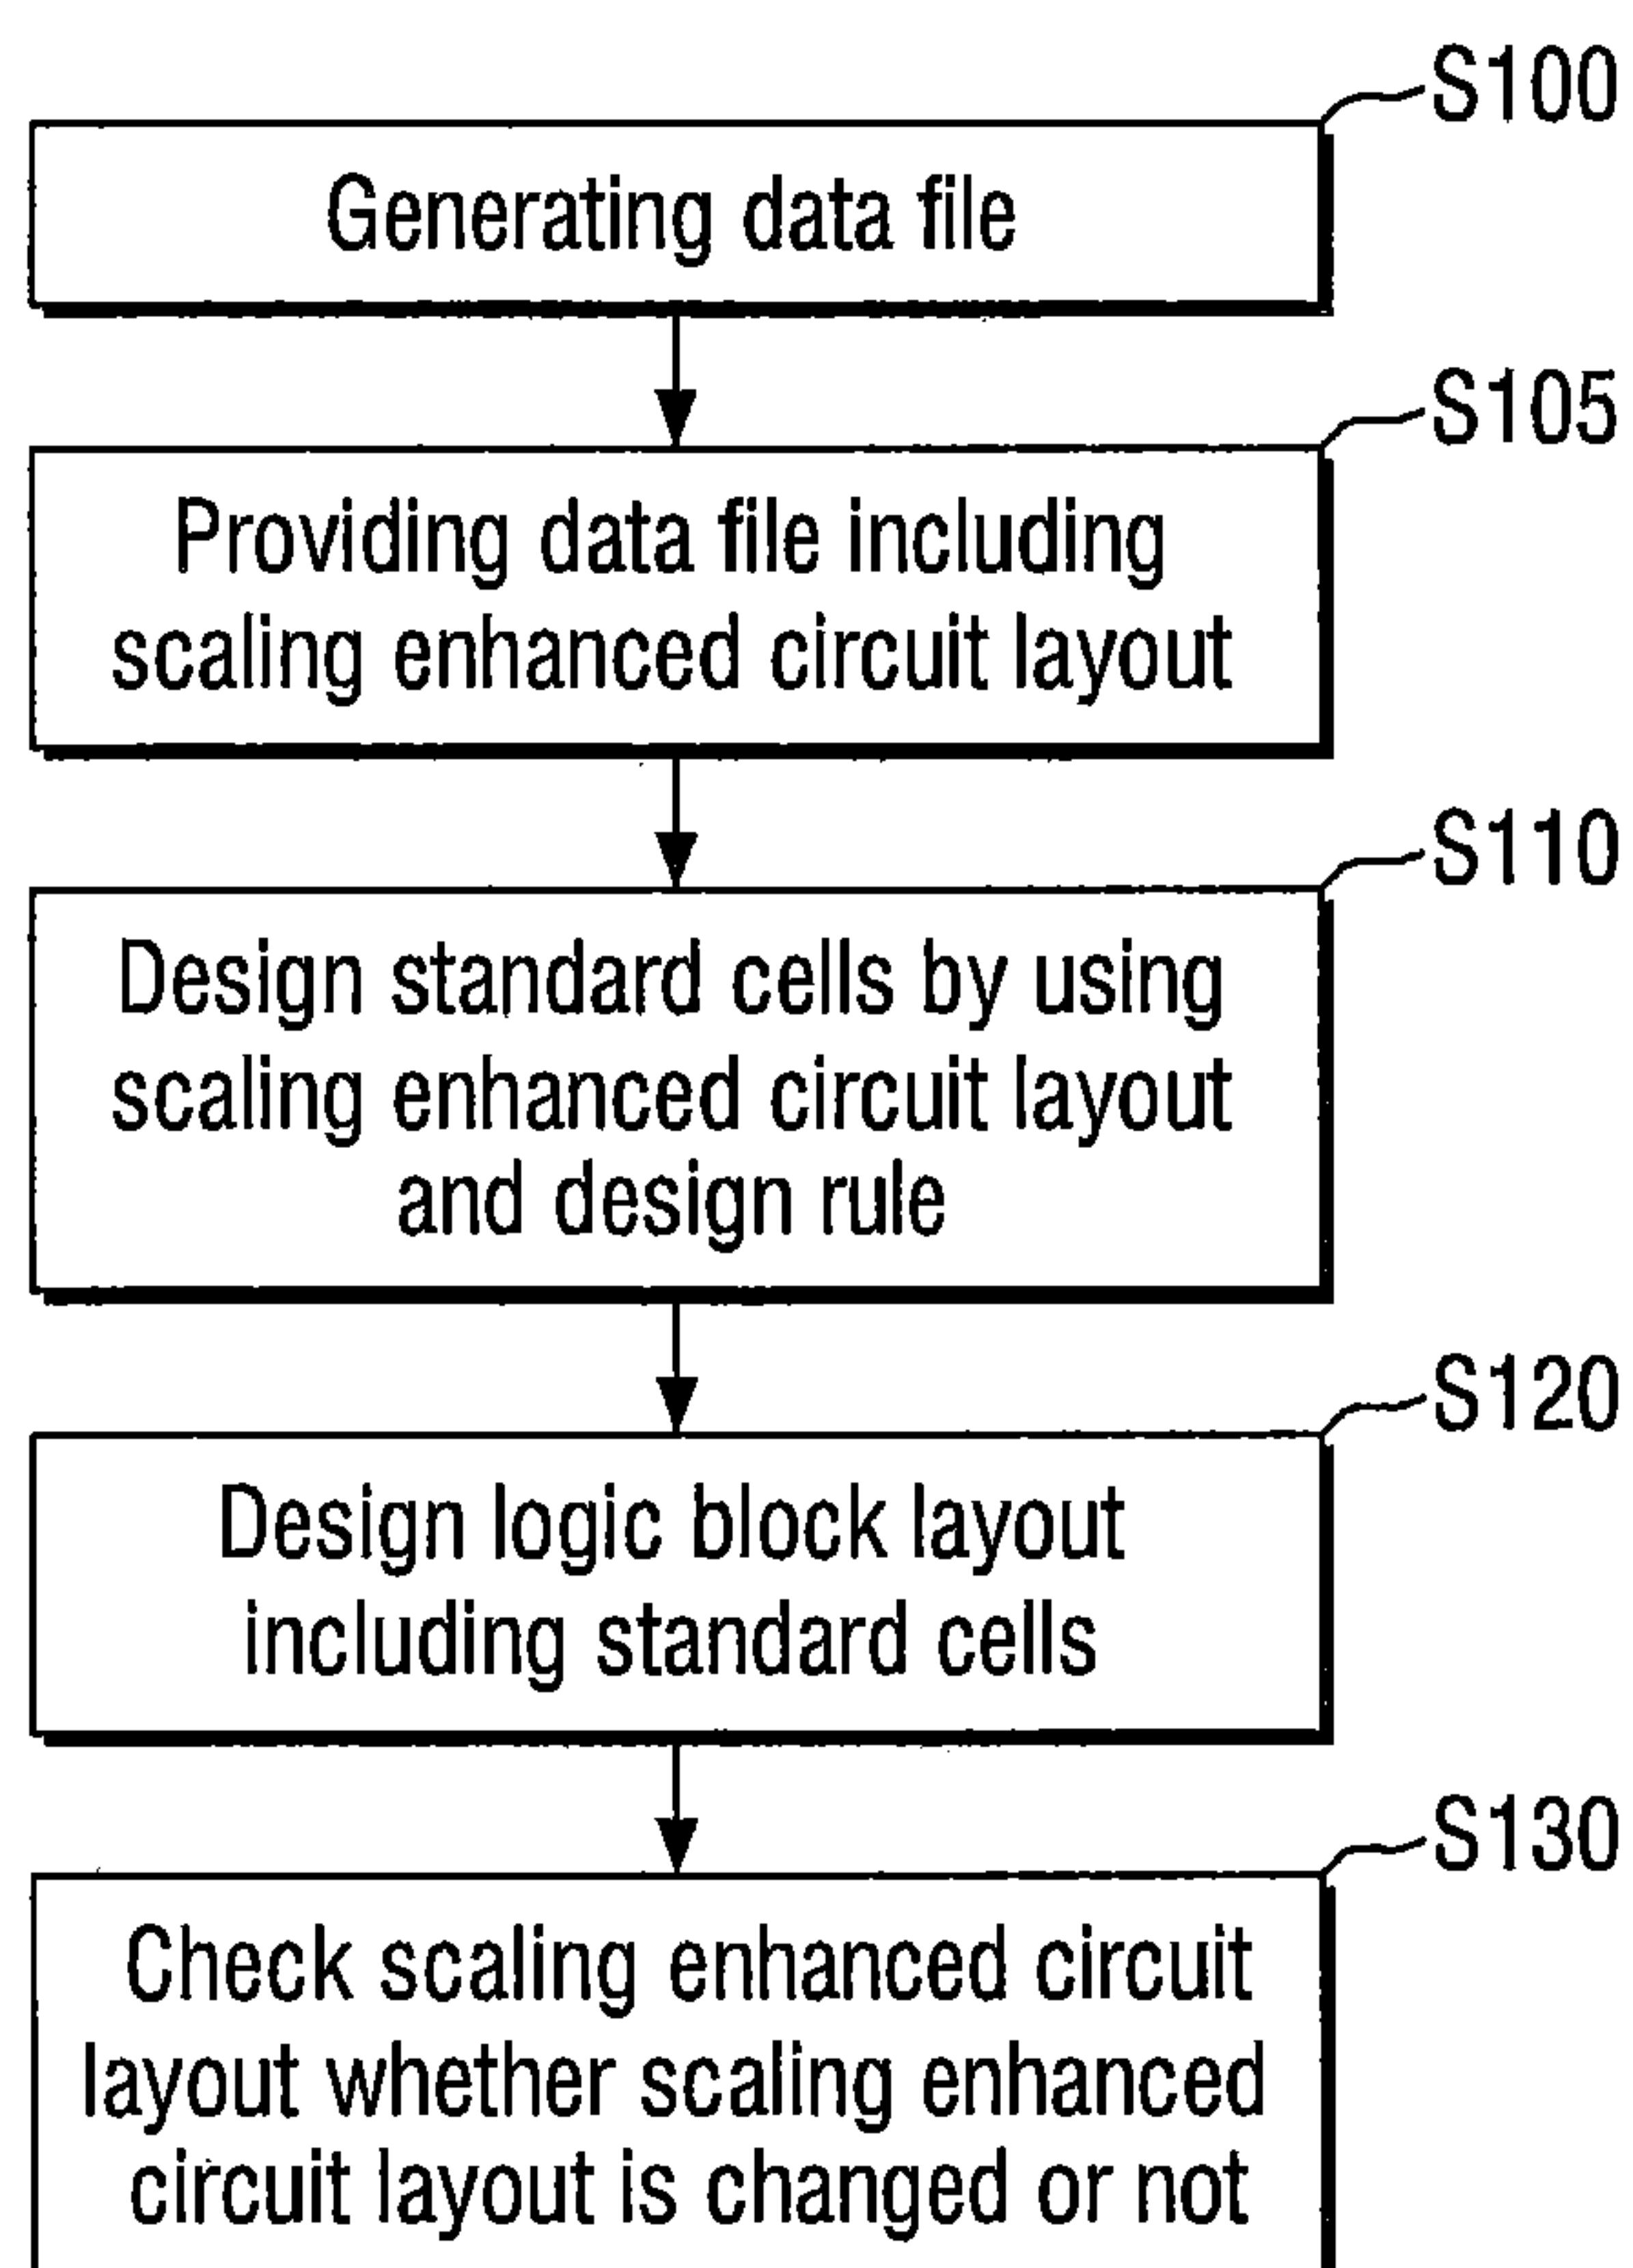 S100
Generating data file
S105
Providing data file including
scaling enhanced circuit layout
S110
Design standard cells by using
scaling enhanced circuit layout
and design rule
S120
Design logic block layout
including standard cells
S130
Check scaling enhanced circuit
layout whether scaling enhanced
circuit layout is changed or not